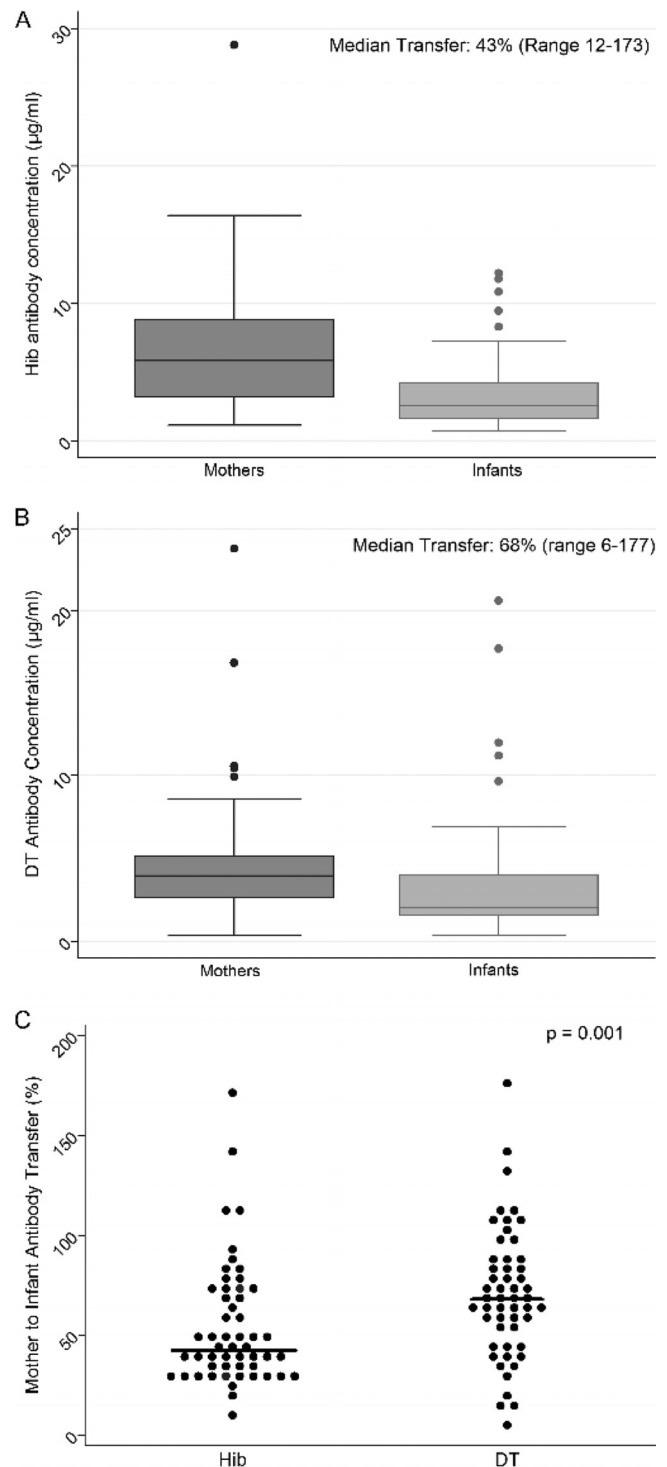 A
Median Transfer: 43% (Range 12-173)
Hib antibody concentration (µg/ml)
30
20
10
0
Mothers Infants
B
Median Transfer: 68% (range 6-177)
DT Antibody Concentration (µg/ml)
25
20
10
0
Mothers Infants
C
p = 0.001
Mother to Infant Antibody Transfer (%)
200
150
100
50
0
Hib DT